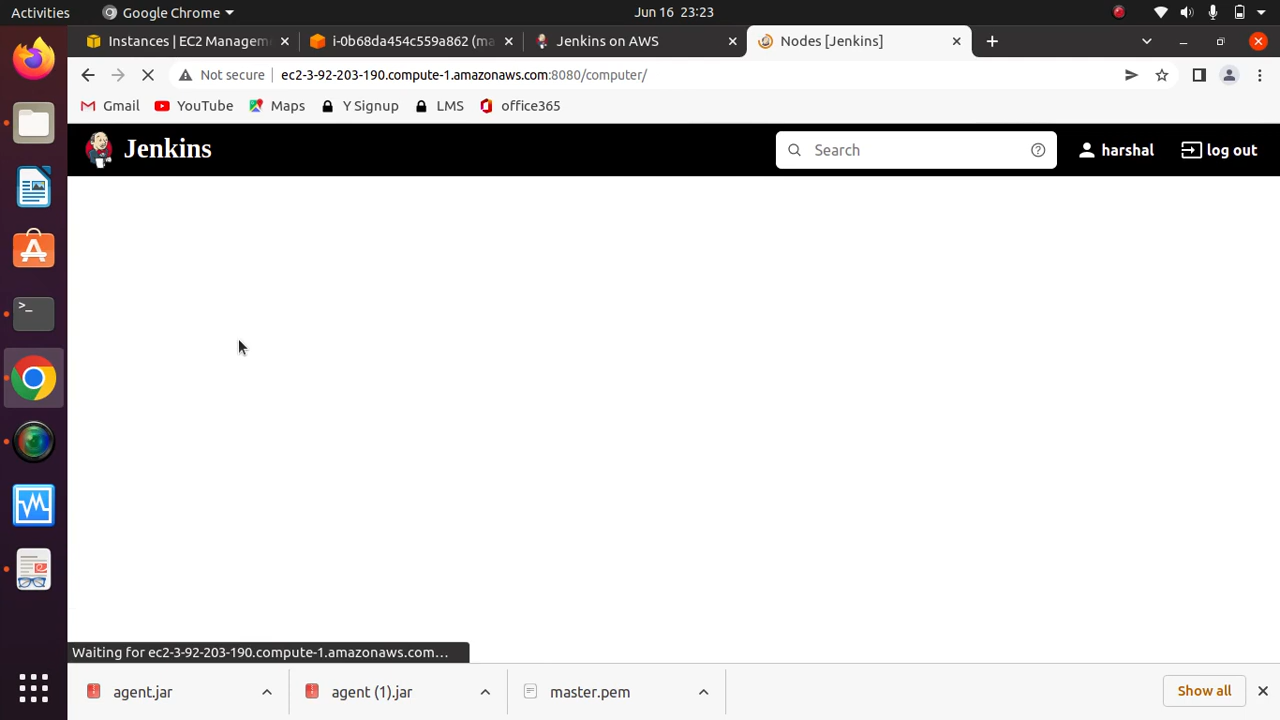 Activities
Google Chrome
Jun 16 23:23
Instances | EC2 Managem
i-0b68da454c559a862 (ma
Jenkins on AWS
Nodes [Jenkins]
Not secure
ec2-3-92-203-190.compute-1.amazonaws.com:8080/computer/
Gmail
YouTube
Maps
Y Signup
LMS
office365
Jenkins
Search
harshal
log out
Waiting for ec2-3-92-203-190.compute-1.amazonaws.com...
agent.jar
agent (1).jar
master.pem
Show all